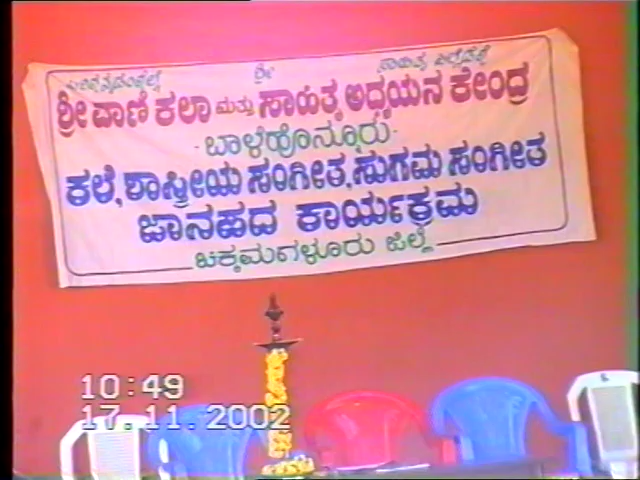 ಶ್ರೀ
ಶ್ರೀ ವಾಣಿ ಕಲಾ ಮತ್ತು ಸಾಹಿತ್ಯ ಅಧ್ಯಯನ ಕೇಂದ್ರ
ಬಾಳೆಹೊನ್ನೂರು
ಕಲೆ, ಶಾಸ್ತ್ರೀಯ ಸಂಗೀತ, ಸುಗಮ ಸಂಗೀತ
ಜಾನಪದ ಕಾರ್ಯಕ್ರಮ
ಚಿಕ್ಕಮಗಳೂರು ಜಿಲ್ಲೆ
10:49
17.11.2002